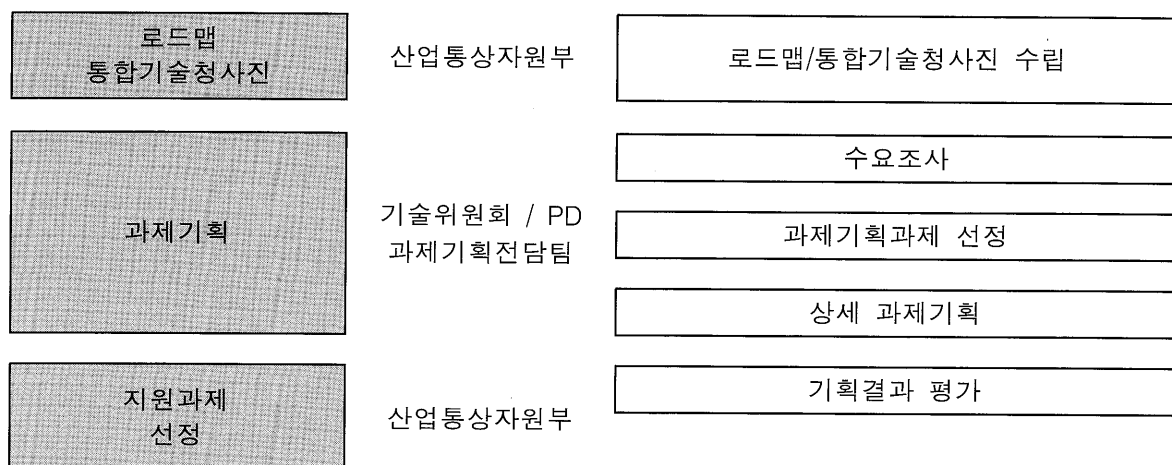 로드맵
통합기술청사진
산업통상자원부
로드맵/통합기술청사진 수립
과제기획
기술위원회 / PD
과제기획전담팀
수요조사
과제기획과제 선정
상세 과제기획
지원과제
선정
산업통상자원부
기획결과 평가